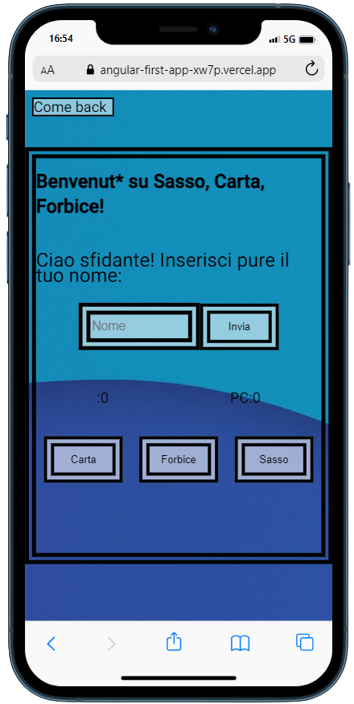 16:54
5G
AA
angular-first-app-xw7p.vercel.app
Come back
Benvenut* su Sasso, Carta,
Forbice!
Ciao sfidante! Inserisci pure il
tuo nome:
Nome
Invia
:0
PC:0
Carta
Forbice
Sasso